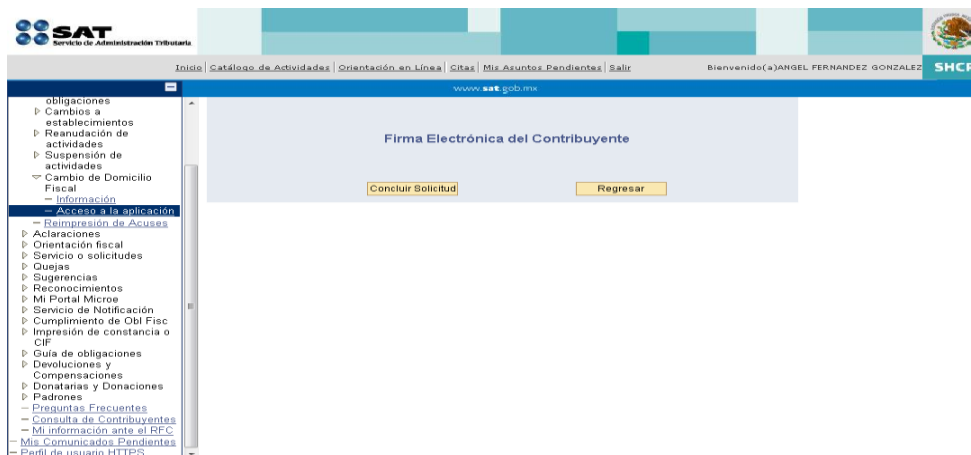 SAT
Servicio de Administración Tributaria
Inicio Catálogo de Actividades Orientación en Línea Citas Mis Asuntos Pendientes Salir Bienvenido(a)ANGEL FERNANDEZ GONZALEZ SHCP
www.sat.gob.mx
obligaciones
Cambios a
establecimientos
Reanudación de
actividades
Suspensión de
actividades
Cambio de Domicilio
Fiscal
Información
Acceso a la aplicación
Reimpresión de Acuses
Aclaraciones
Orientación fiscal
Servicio o solicitudes
Quejas
Sugerencias
Reconocimientos
Mi Portal Microe
Servicio de Notificación
Cumplimiento de Obl Fisc
Impresión de constancia o
CIF
Guía de obligaciones
Devoluciones y
Compensaciones
Donatarias y Donaciones
Padrones
Preguntas Frecuentes
Consulta de Contribuyentes
Mi información ante el RFC
Mis Comunicados Pendientes
Perfil de usuario HTTPS
Firma Electrónica del Contribuyente
Concluir Solicitud Regresar